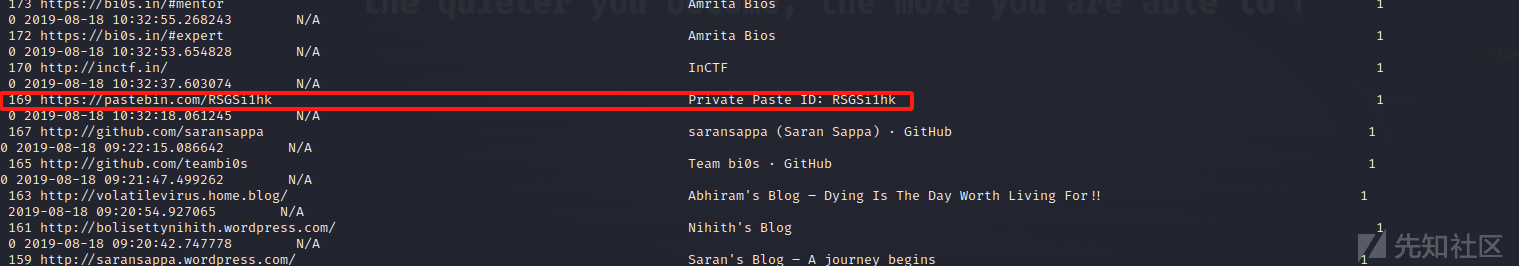 the quieter you become, the more you are able to
173 https://bi0s.in/#mentor Amrita Bios 1
0 2019-08-18 10:32:55.268243 N/A
172 https://bi0s.in/#expert Amrita Bios 1
0 2019-08-18 10:32:53.654828 N/A
170 http://inctf.in/ InCTF 1
0 2019-08-18 10:32:37.603074 N/A
169 https://pastebin.com/RSGSi1hk Private Paste ID: RSGSi1hk 1
0 2019-08-18 10:32:18.061245 N/A
167 http://github.com/saransappa saransappa (Saran Sappa) · GitHub 1
0 2019-08-18 09:22:15.086642 N/A
165 http://github.com/teambi0s Team bi0s · GitHub 1
0 2019-08-18 09:21:47.499262 N/A
163 http://volatilevirus.home.blog/ Abhiram's Blog – Dying Is The Day Worth Living For!! 1
2019-08-18 09:20:54.927065 N/A
161 http://bolisettynihith.wordpress.com/ Nihith's Blog 1
0 2019-08-18 09:20:42.747778 N/A
159 http://saransappa.wordpress.com/ Saran's Blog – A journey begins 1
先知社区